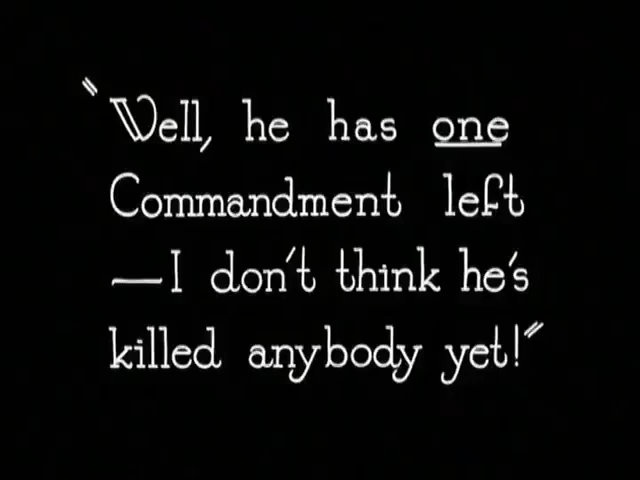 "Well, he has one
Commandment left
—I don't think he's
killed anybody yet!"